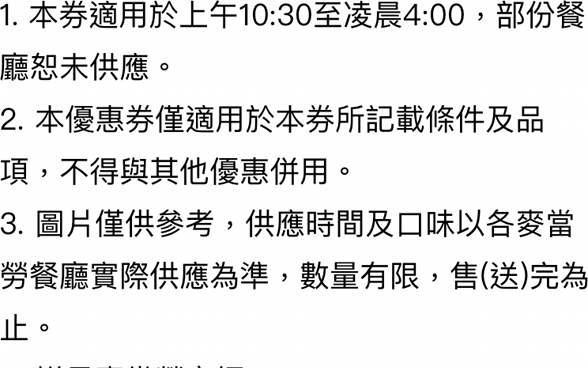 1. 本券適用於上午10:30至凌晨4:00，部份餐
廳恕未供應。
2. 本優惠券僅適用於本券所記載條件及品
項，不得與其他優惠併用。
3. 圖片僅供參考，供應時間及口味以各麥當
勞餐廳實際供應為準，數量有限，售(送)完為
止。